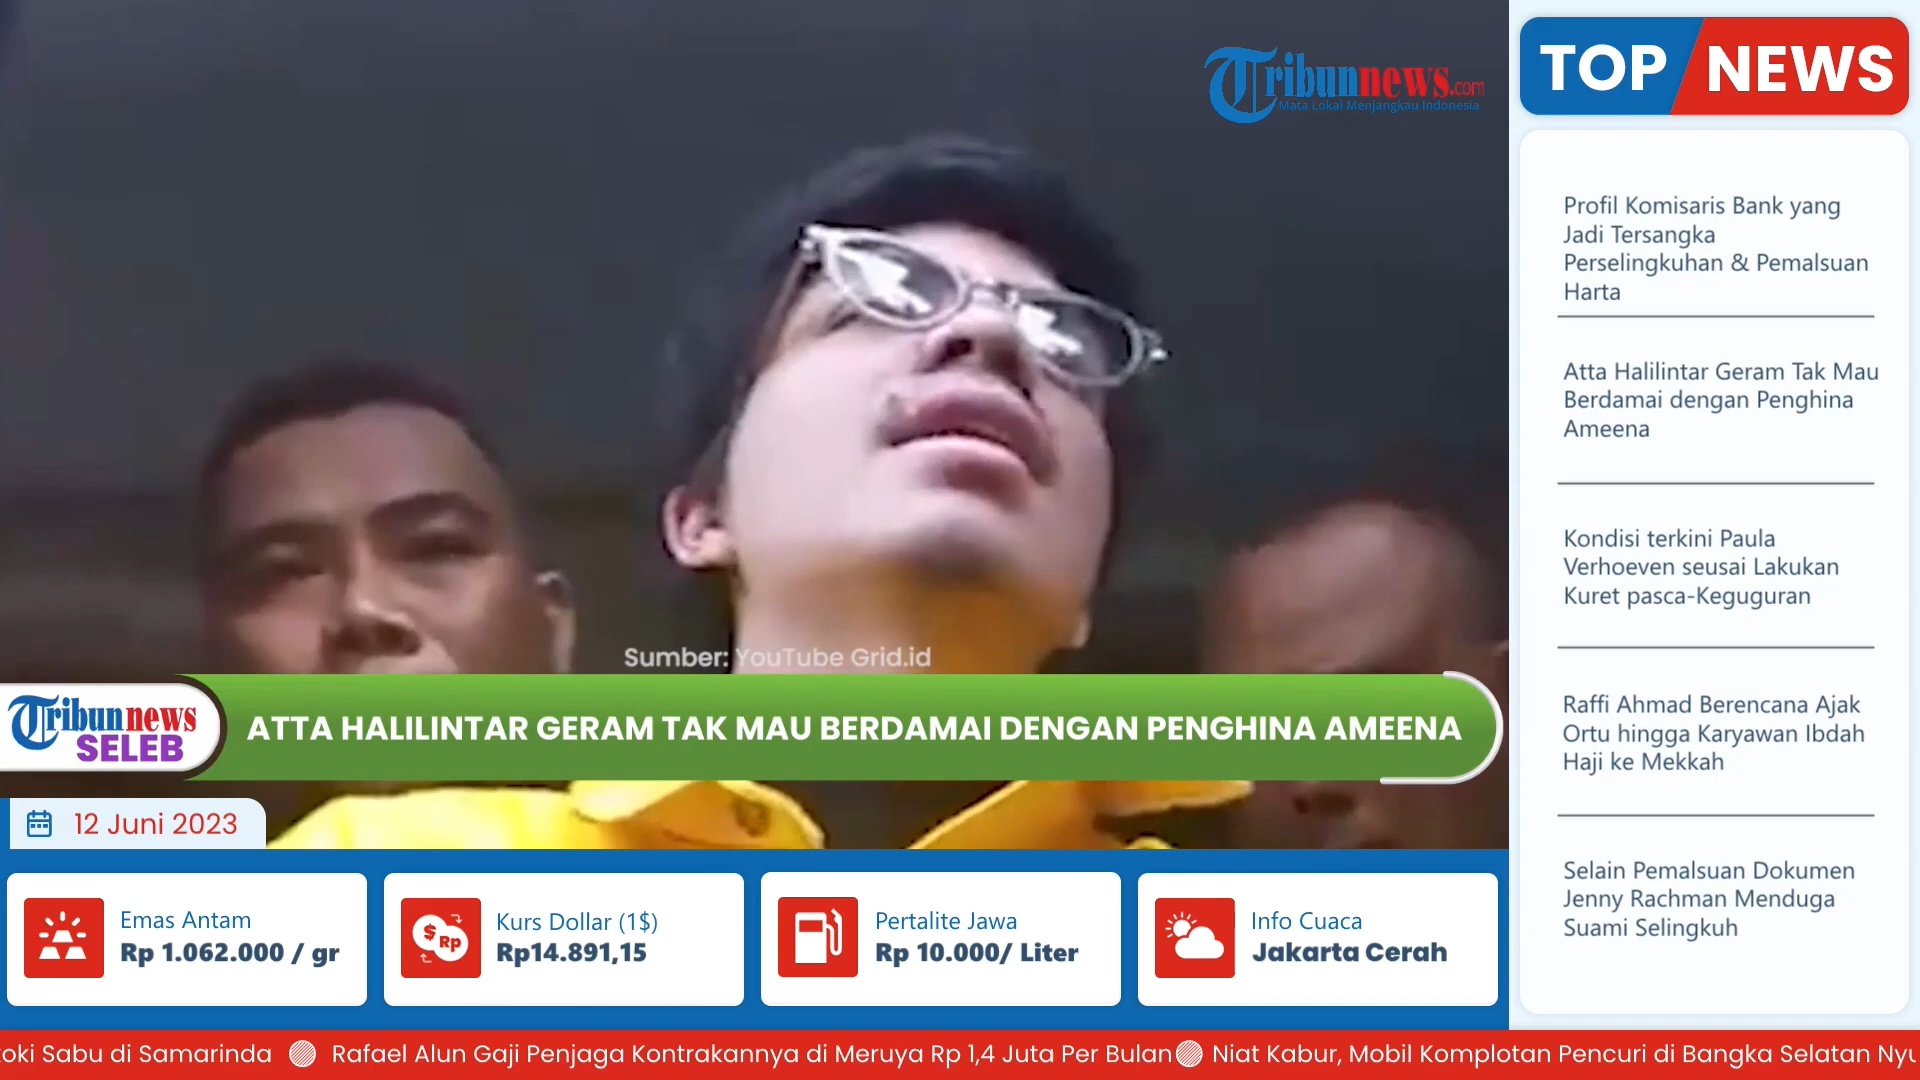 Tribunnews.com
Mata Lokal Menjangkau Indonesia
TOP NEWS
Profil Komisaris Bank yang
Jadi Tersangka
Perselingkuhan & Pemalsuan
Harta
Atta Halilintar Geram Tak Mau
Berdamai dengan Penghina
Ameena
Kondisi terkini Paula
Verhoeven seusai Lakukan
Kuret pasca-Keguguran
Raffi Ahmad Berencana Ajak
Ortu hingga Karyawan Ibdah
Haji ke Mekkah
Selain Pemalsuan Dokumen
Jenny Rachman Menduga
Suami Selingkuh
Sumber: YouTube Grid.id
Tribunnews
SELEB
ATTA HALILINTAR GERAM TAK MAU BERDAMAI DENGAN PENGHINA AMEENA
12 Juni 2023
Emas Antam
Rp 1.062.000 / gr
Kurs Dollar (1$)
Rp14.891,15
$ Rp
Pertalite Jawa
Rp 10.000/ Liter
Info Cuaca
Jakarta Cerah
oki Sabu di Samarinda Rafael Alun Gaji Penjaga Kontrakannya di Meruya Rp 1,4 Juta Per Bulan Niat Kabur, Mobil Komplotan Pencuri di Bangka Selatan Nyu